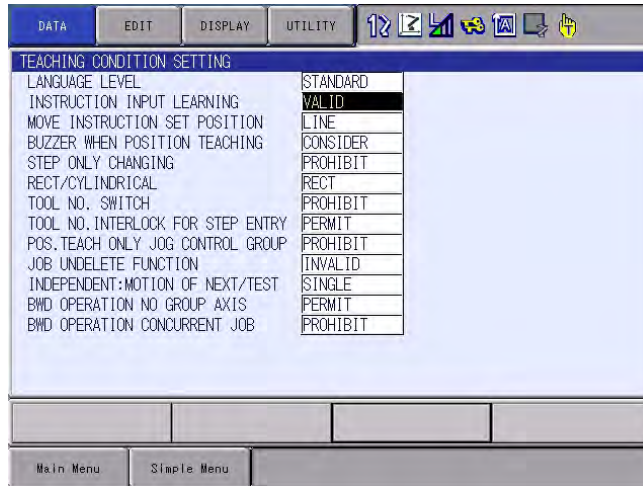 DATA EDIT DISPLAY UTILITY
TEACHING CONDITION SETTING
LANGUAGE LEVEL STANDARD
INSTRUCTION INPUT LEARNING VALID
MOVE INSTRUCTION SET POSITION LINE
BUZZER WHEN POSITION TEACHING CONSIDER
STEP ONLY CHANGING PROHIBIT
RECT/CYLINDRICAL RECT
TOOL NO. SWITCH PROHIBIT
TOOL NO.INTERLOCK FOR STEP ENTRY PERMIT
POS.TEACH ONLY JOG CONTROL GROUP PROHIBIT
JOB UNDELETE FUNCTION INVALID
INDEPENDENT:MOTION OF NEXT/TEST SINGLE
BWD OPERATION NO GROUP AXIS PERMIT
BWD OPERATION CONCURRENT JOB PROHIBIT
Main Menu Simple Menu